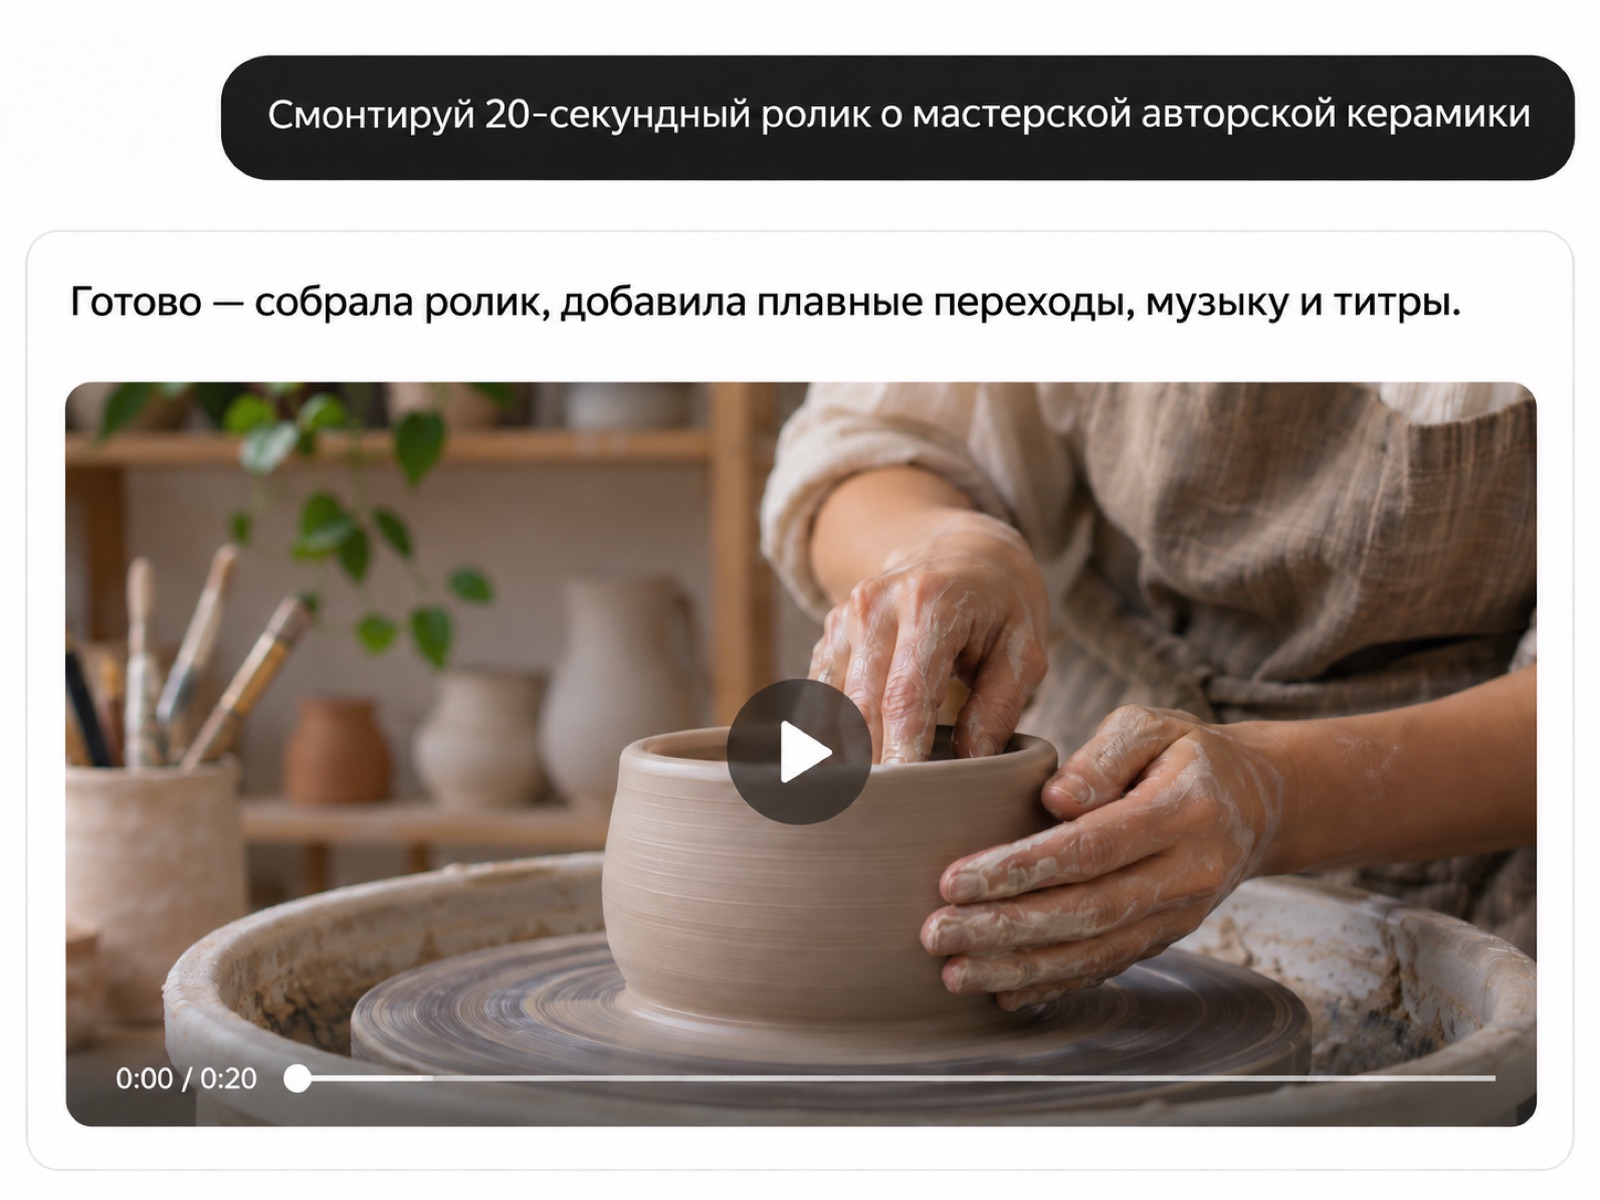 Смонтируй 20-секундный ролик о мастерской авторской керамики
Готово — собрала ролик, добавила плавные переходы, музыку и титры.
0:00 / 0:20